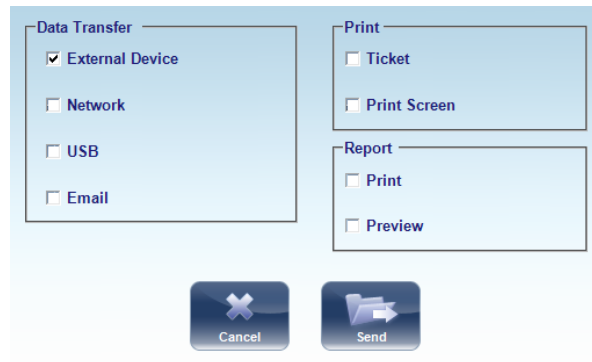 Data Transfer
External Device
Network
USB
Email
Print
Ticket
Print Screen
Report
Print
Preview
Cancel
Send